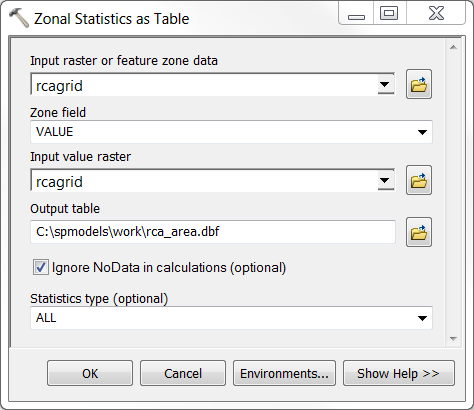 Zonal Statistics as Table
Input raster or feature zone data
rcagrid
Zone field
VALUE
Input value raster
rcagrid
Output table
C:\spmodels\work\rca_area.dbf
Ignore NoData in calculations (optional)
Statistics type (optional)
ALL
OK Cancel Environments... Show Help >>